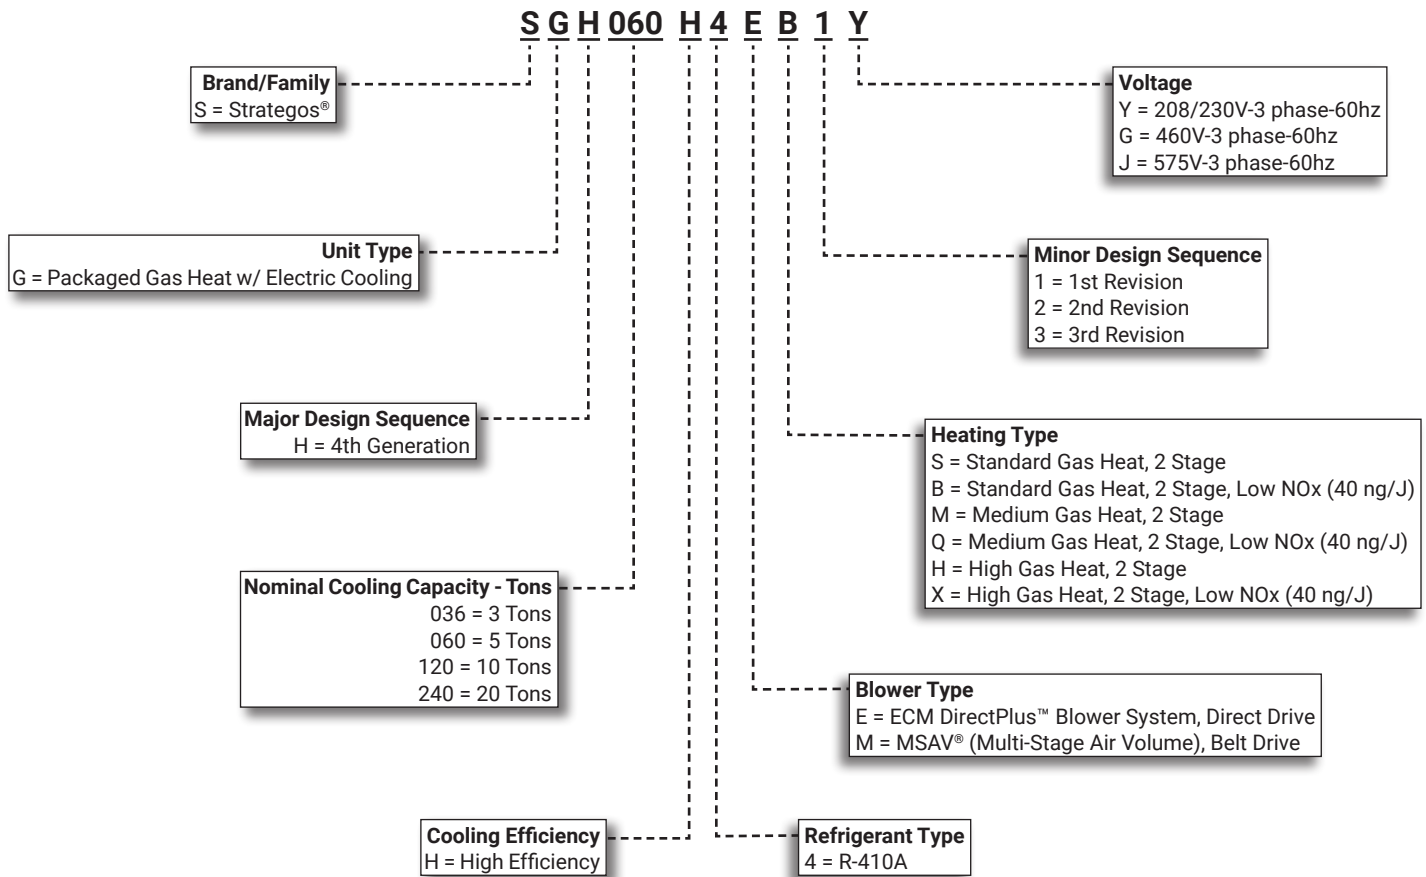 S G H 060 H 4 E B 1 Y
Brand/Family
S = Strategos®
Voltage
Y = 208/230V-3 phase-60hz
G = 460V-3 phase-60hz
J = 575V-3 phase-60hz
Unit Type
G = Packaged Gas Heat w/ Electric Cooling
Minor Design Sequence
1 = 1st Revision
2 = 2nd Revision
3 = 3rd Revision
Major Design Sequence
H = 4th Generation
Heating Type
S = Standard Gas Heat, 2 Stage
B = Standard Gas Heat, 2 Stage, Low NOx (40 ng/J)
M = Medium Gas Heat, 2 Stage
Q = Medium Gas Heat, 2 Stage, Low NOx (40 ng/J)
H = High Gas Heat, 2 Stage
X = High Gas Heat, 2 Stage, Low NOx (40 ng/J)
Nominal Cooling Capacity - Tons
036 = 3 Tons
060 = 5 Tons
120 = 10 Tons
240 = 20 Tons
Blower Type
E = ECM DirectPlus™ Blower System, Direct Drive
M = MSAV® (Multi-Stage Air Volume), Belt Drive
Cooling Efficiency
H = High Efficiency
Refrigerant Type
4 = R-410A